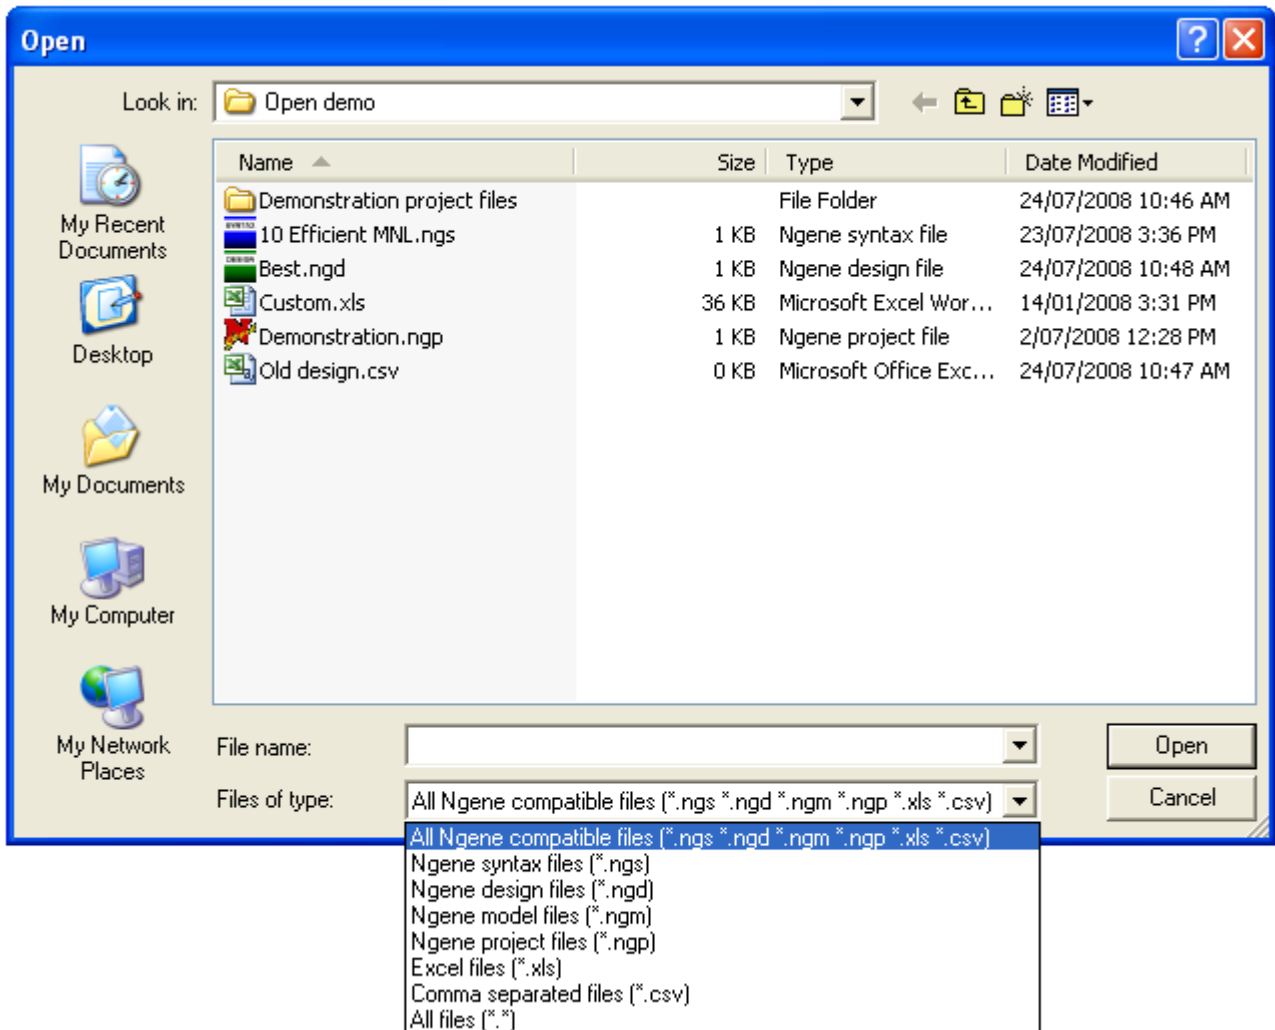 Open
Look in: Open demo
Name Size Type Date Modified
Demonstration project files File Folder 24/07/2008 10:46 AM
10 Efficient MNL.ngs 1 KB Ngene syntax file 23/07/2008 3:36 PM
Best.ngd 1 KB Ngene design file 24/07/2008 10:48 AM
Custom.xls 36 KB Microsoft Excel Wor... 14/01/2008 3:31 PM
Demonstration.ngp 1 KB Ngene project file 2/07/2008 12:28 PM
Old design.csv 0 KB Microsoft Office Exc... 24/07/2008 10:47 AM
My Recent
Documents
Desktop
My Documents
My Computer
My Network
Places
File name: Open
Files of type: All Ngene compatible files (*.ngs *.ngd *.ngm *.ngp *.xls *.csv) Cancel
All Ngene compatible files (*.ngs *.ngd *.ngm *.ngp *.xls *.csv)
Ngene syntax files (*.ngs)
Ngene design files (*.ngd)
Ngene model files (*.ngm)
Ngene project files (*.ngp)
Excel files (*.xls)
Comma separated files (*.csv)
All files (*.*)